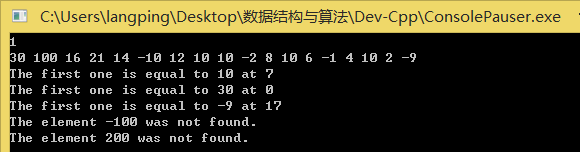 C:\Users\langping\Desktop\数据结构与算法\Dev-Cpp\ConsolePauser.exe
1
30 100 16 21 14 -10 12 10 10 -2 8 10 6 -1 4 10 2 -9
The first one is equal to 10 at 7
The first one is equal to 30 at 0
The first one is equal to -9 at 17
The element -100 was not found.
The element 200 was not found.